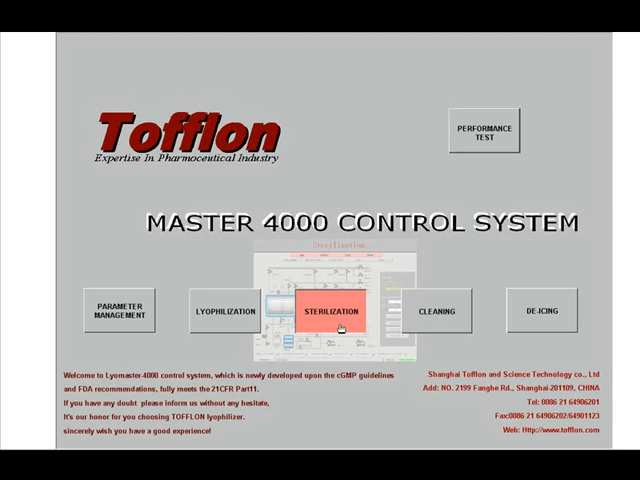 Tofflon
Expertise In Pharmoceutical Industry
PERFORMANCE
TEST
MASTER 4000 CONTROL SYSTEM
Sterilization
PARAMETER
MANAGEMENT
LYOPHILIZATION
STERILIZATION
CLEANING
DE-ICING
Welcome to Lyomaster-4000 control system, which is newly developed upon the cGMP guidelines
and FDA recommendations, fully meets the 21CFR Part11.
If you have any doubt please inform us without any hesitate,
It's our honor for you choosing TOFFLON lyophilizer.
sincerely wish you have a good experience!
Shanghai Tofflon and Science Technology co., Ltd
Add: NO. 2199 Fanghe Rd., Shanghai-201109, CHINA
Tel: 0086 21 64906201
Fax:0086 21 64906202/64901123
Web: Http://www.tofflon.com